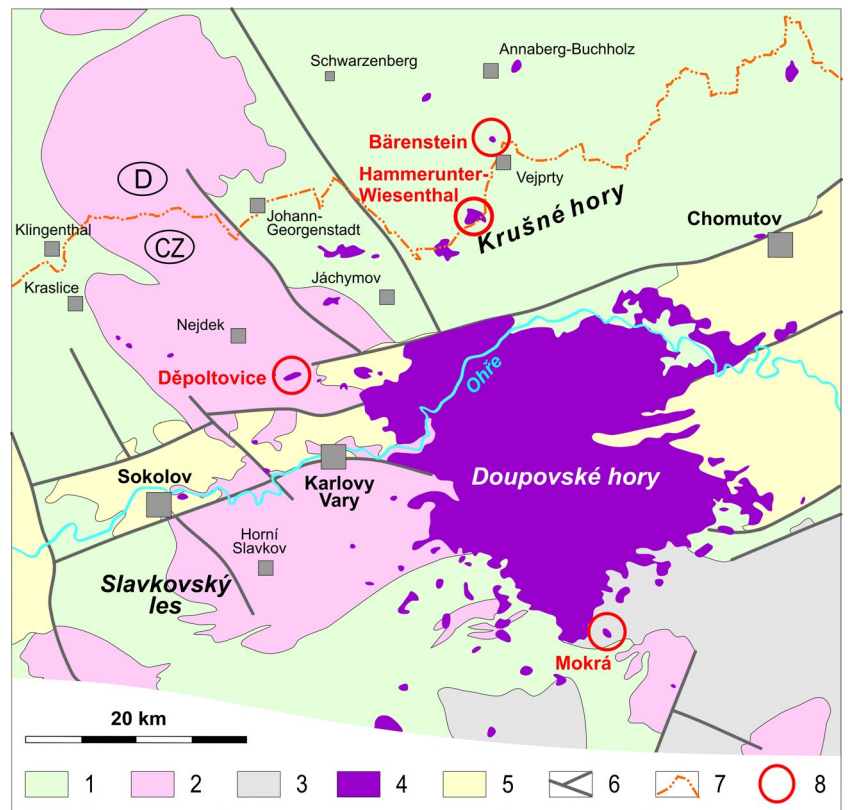 Schwarzenberg
Annaberg-Buchholz
Bärenstein
Hammerunter-
Wiesenthal
Vejprty
D
Krušné hory
Johann-
Georgenstadt
Chomutov
Klingenthal
CZ
Kraslice
Jáchymov
Nejdek
Ohře
Děpoltovice
Sokolov
Karlovy
Vary
Doupovské hory
Horní
Slavkov
Slavkovský
les
Mokrá
20 km
1 2 3 4 5 6 7 8